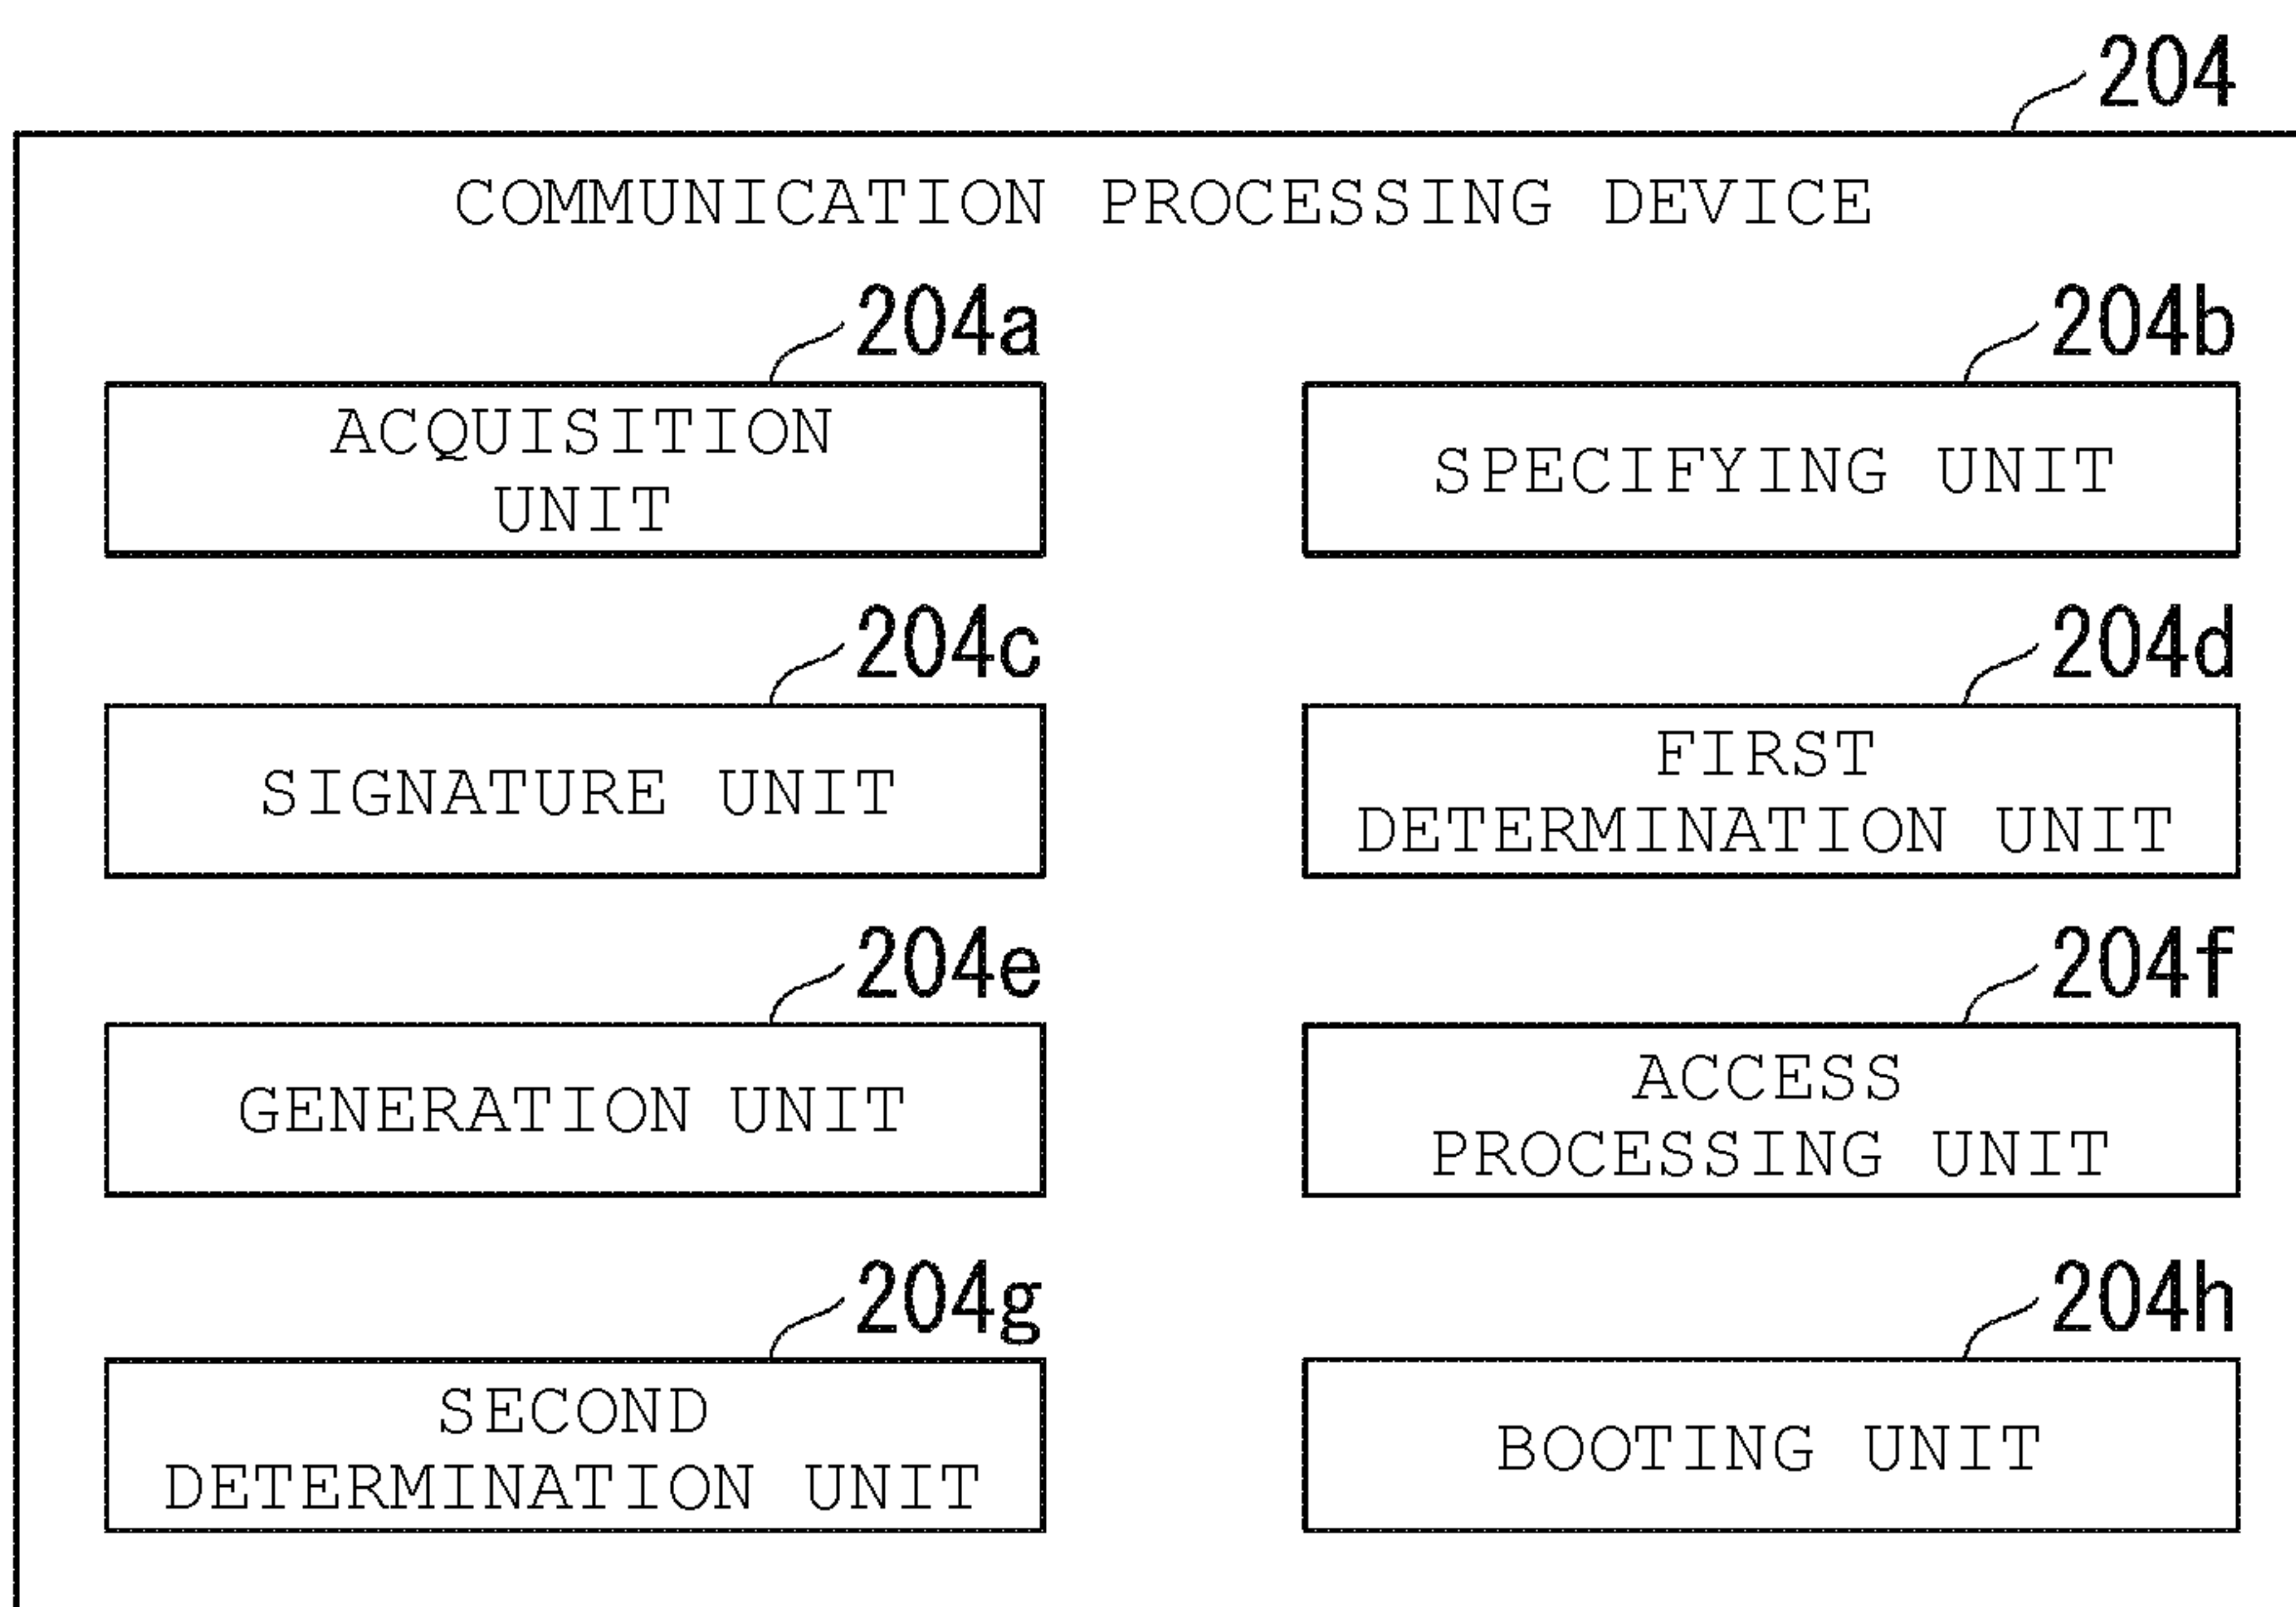 204
COMMUNICATION PROCESSING DEVICE
204a
ACQUISITION
UNIT
204b
SPECIFYING UNIT
204c
SIGNATURE UNIT
204d
FIRST
DETERMINATION UNIT
204e
GENERATION UNIT
204f
ACCESS
PROCESSING UNIT
204g
SECOND
DETERMINATION UNIT
204h
BOOTING UNIT